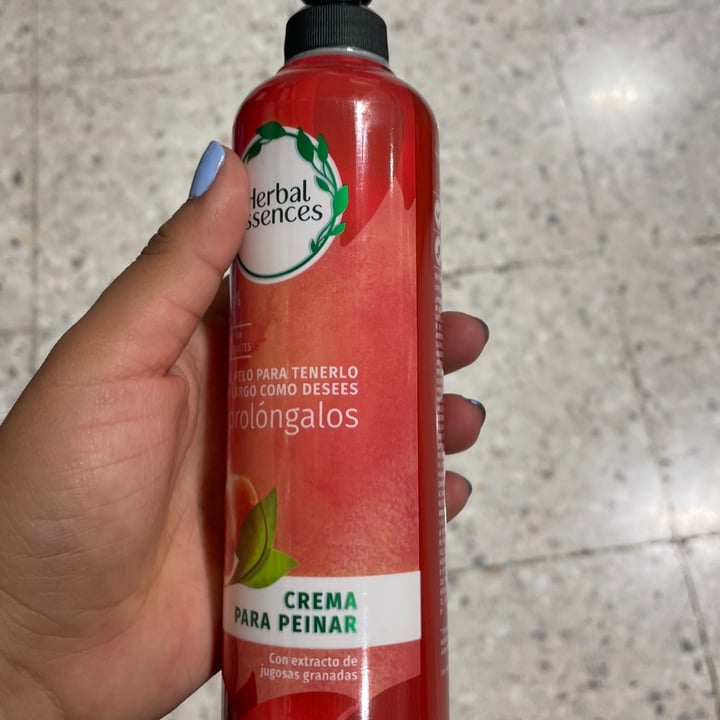 Herbal
Essences
PELO PARA TENERLO
LARGO COMO DESEES
prolóngalos
CREMA
PARA PEINAR
Con extracto de
jugosas granadas